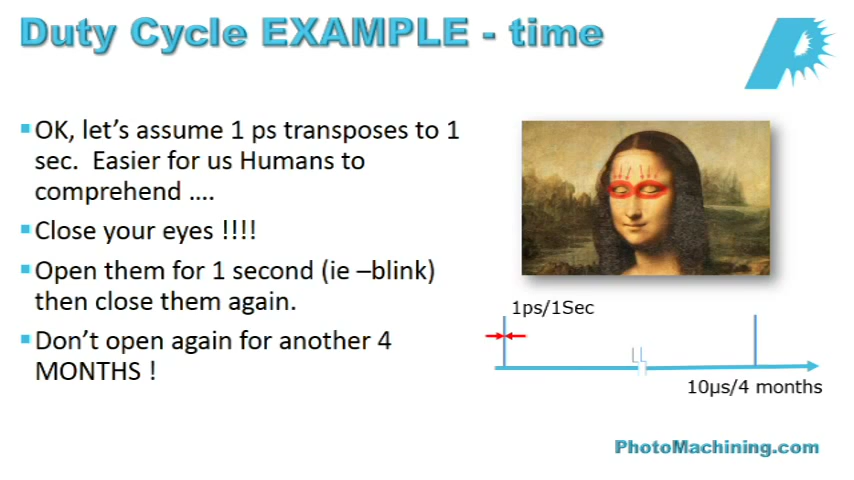 Duty Cycle EXAMPLE - time
OK, let's assume 1 ps transposes to 1
sec. Easier for us Humans to
comprehend ....
Close your eyes !!!!
Open them for 1 second (ie –blink)
then close them again.
Don't open again for another 4
MONTHS !
1ps/1Sec
10µs/4 months
PhotoMachining.com